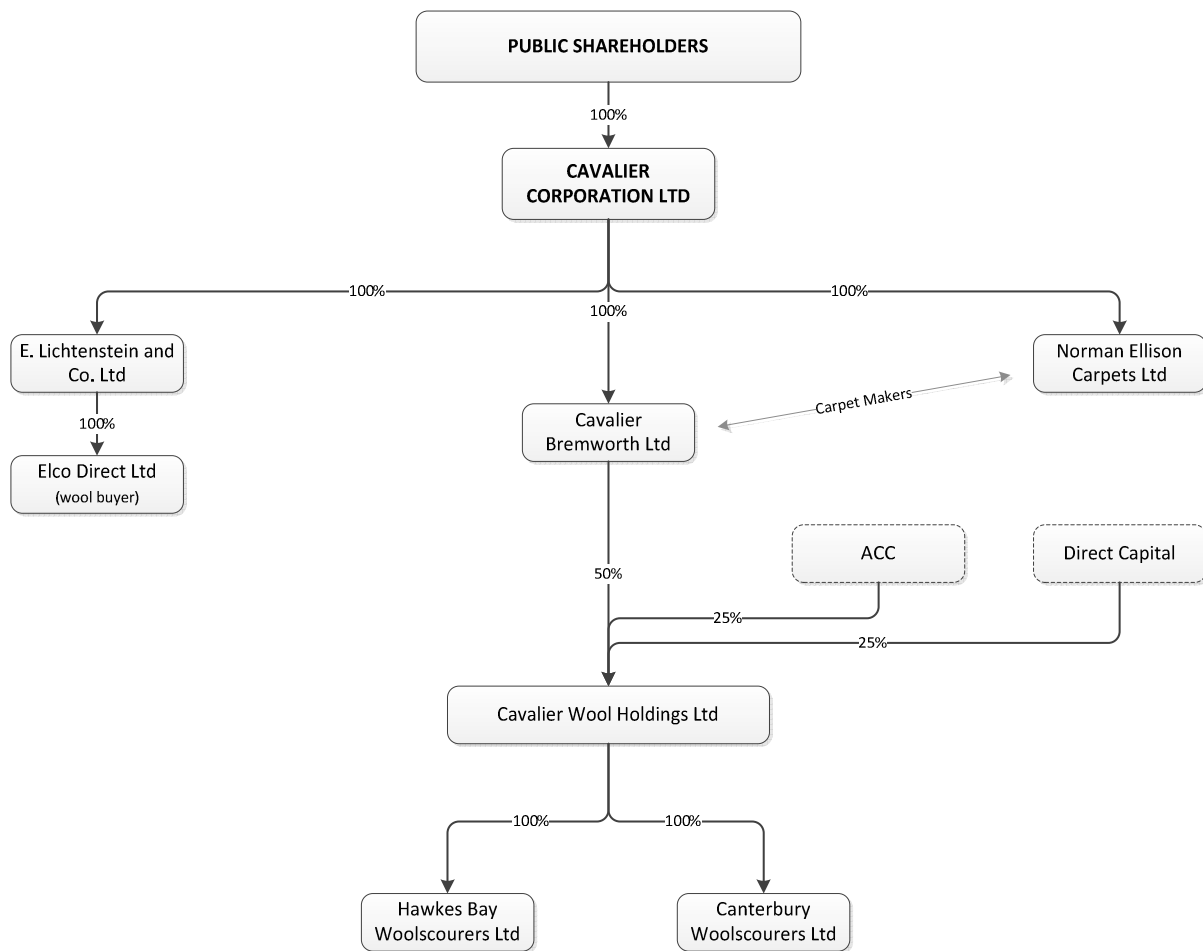 PUBLIC SHAREHOLDERS
100%
CAVALIER
CORPORATION LTD
100%
100%
100%
E. Lichtenstein and
Co. Ltd
Norman Ellison
Carpets Ltd
Carpet Makers
100%
Cavalier
Bremworth Ltd
Elco Direct Ltd
(wool buyer)
ACC
Direct Capital
50%
25%
25%
Cavalier Wool Holdings Ltd
100%
100%
Hawkes Bay
Woolscourers Ltd
Canterbury
Woolscourers Ltd